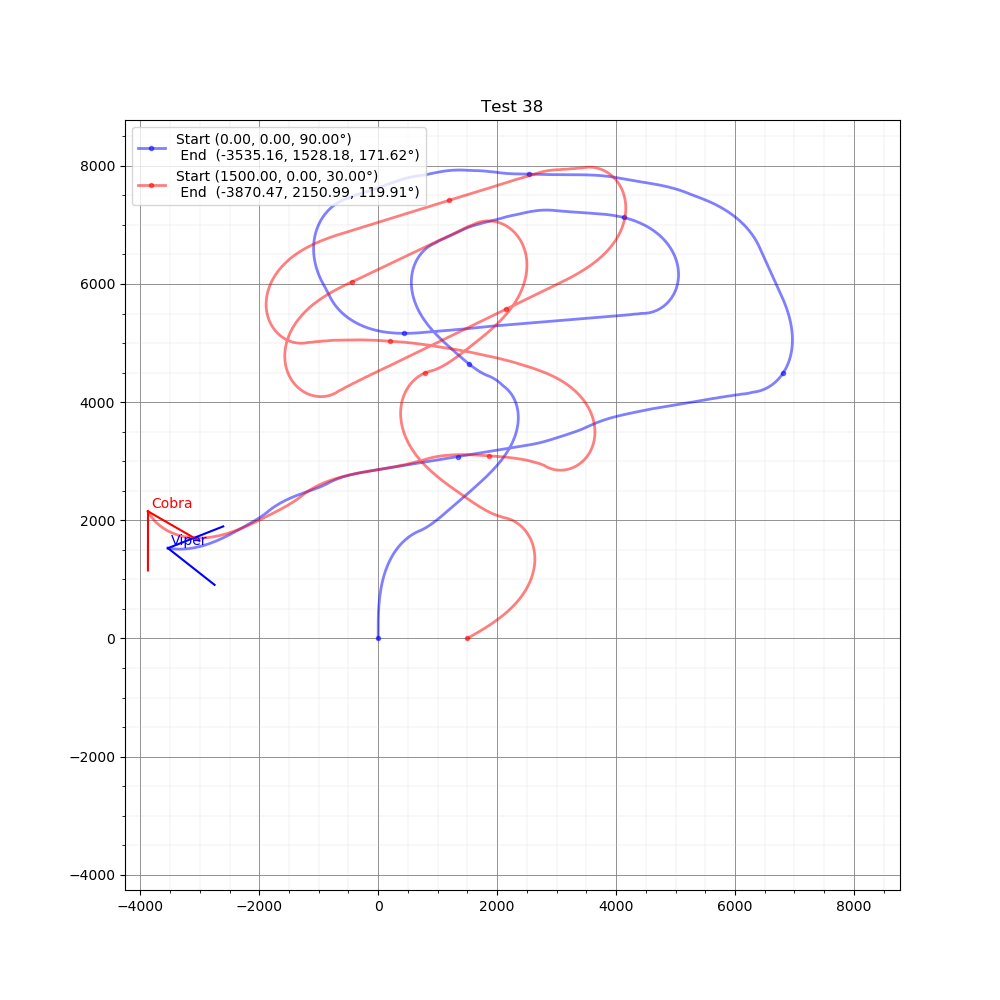 Test 38
Start (0.00, 0.00, 90.00°)
End  (-3535.16, 1528.18, 171.62°)
Start (1500.00, 0.00, 30.00°)
End  (-3870.47, 2150.99, 119.91°)
8000
6000
4000
2000
0
−2000
−4000
Cobra
Viper
−4000 −2000 0 2000 4000 6000 8000